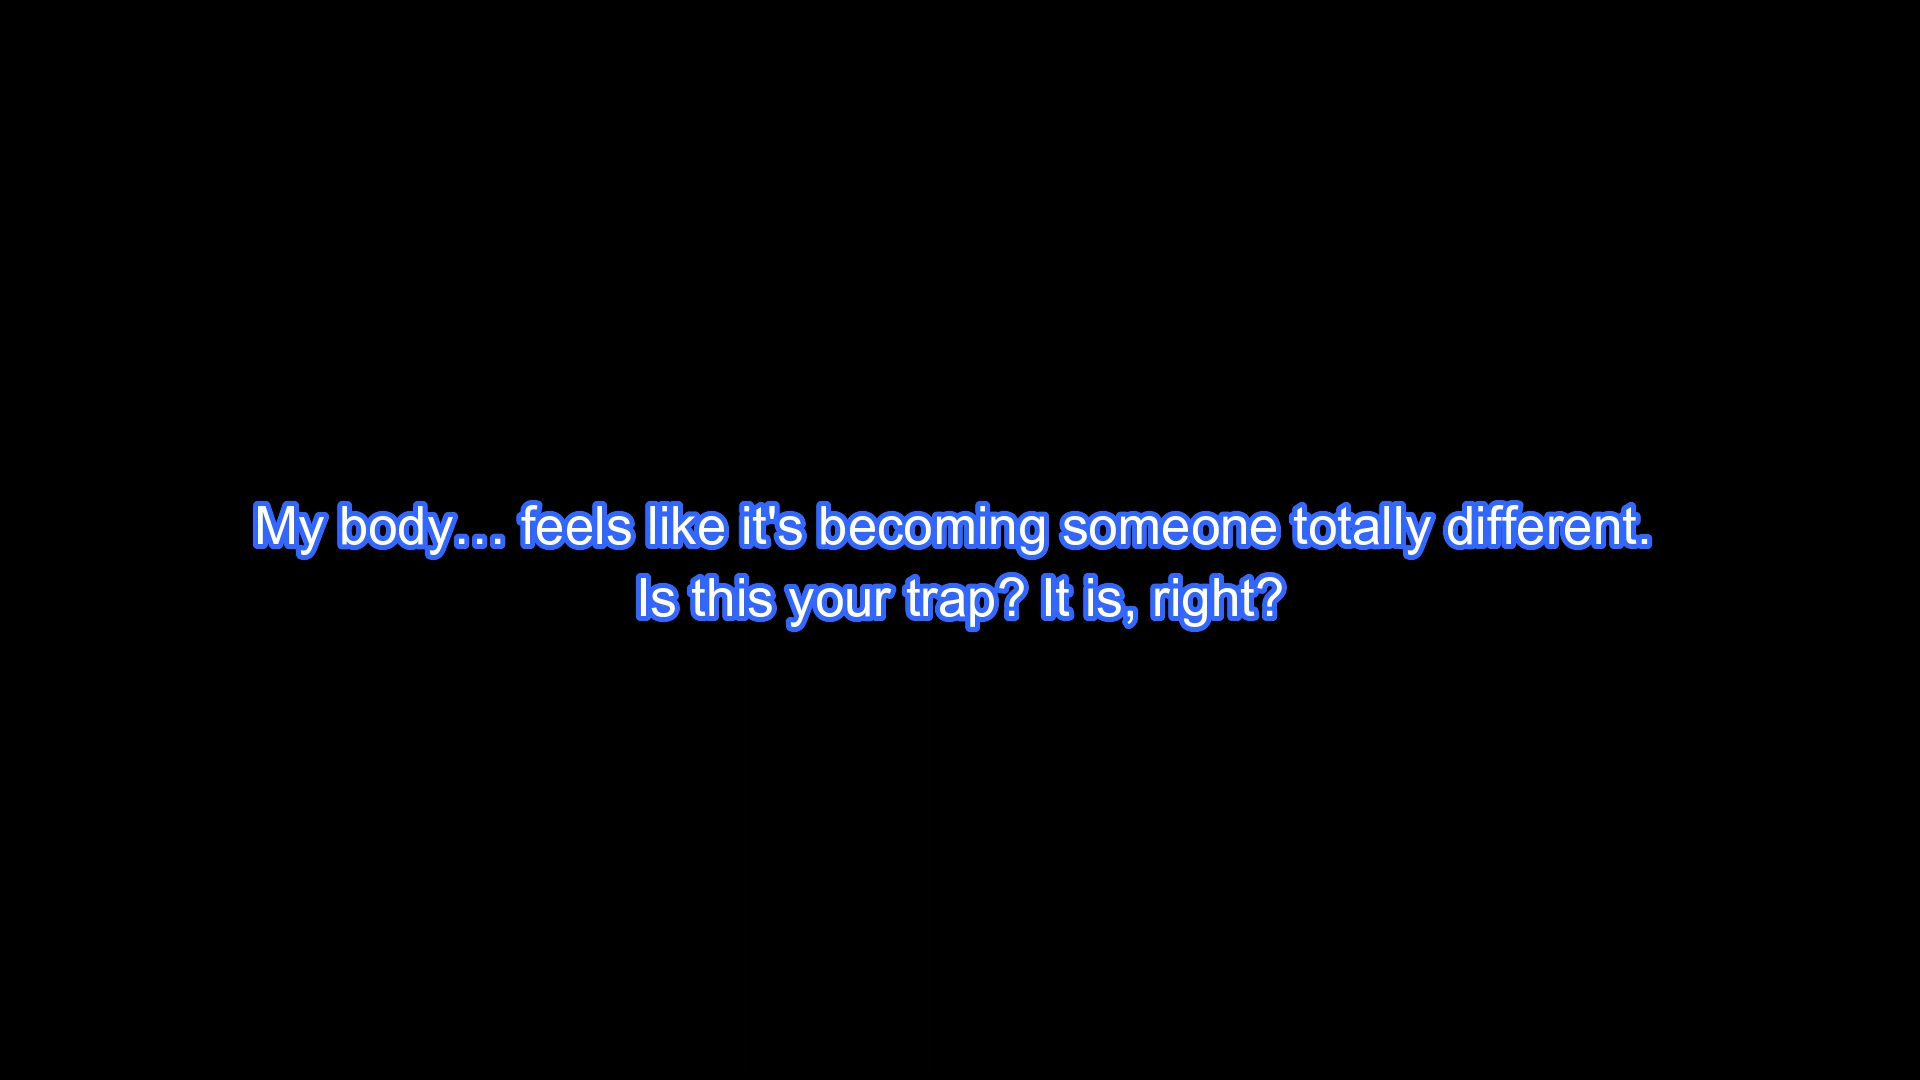 My body... feels like it's becoming someone totally different.
Is this your trap? It is, right?